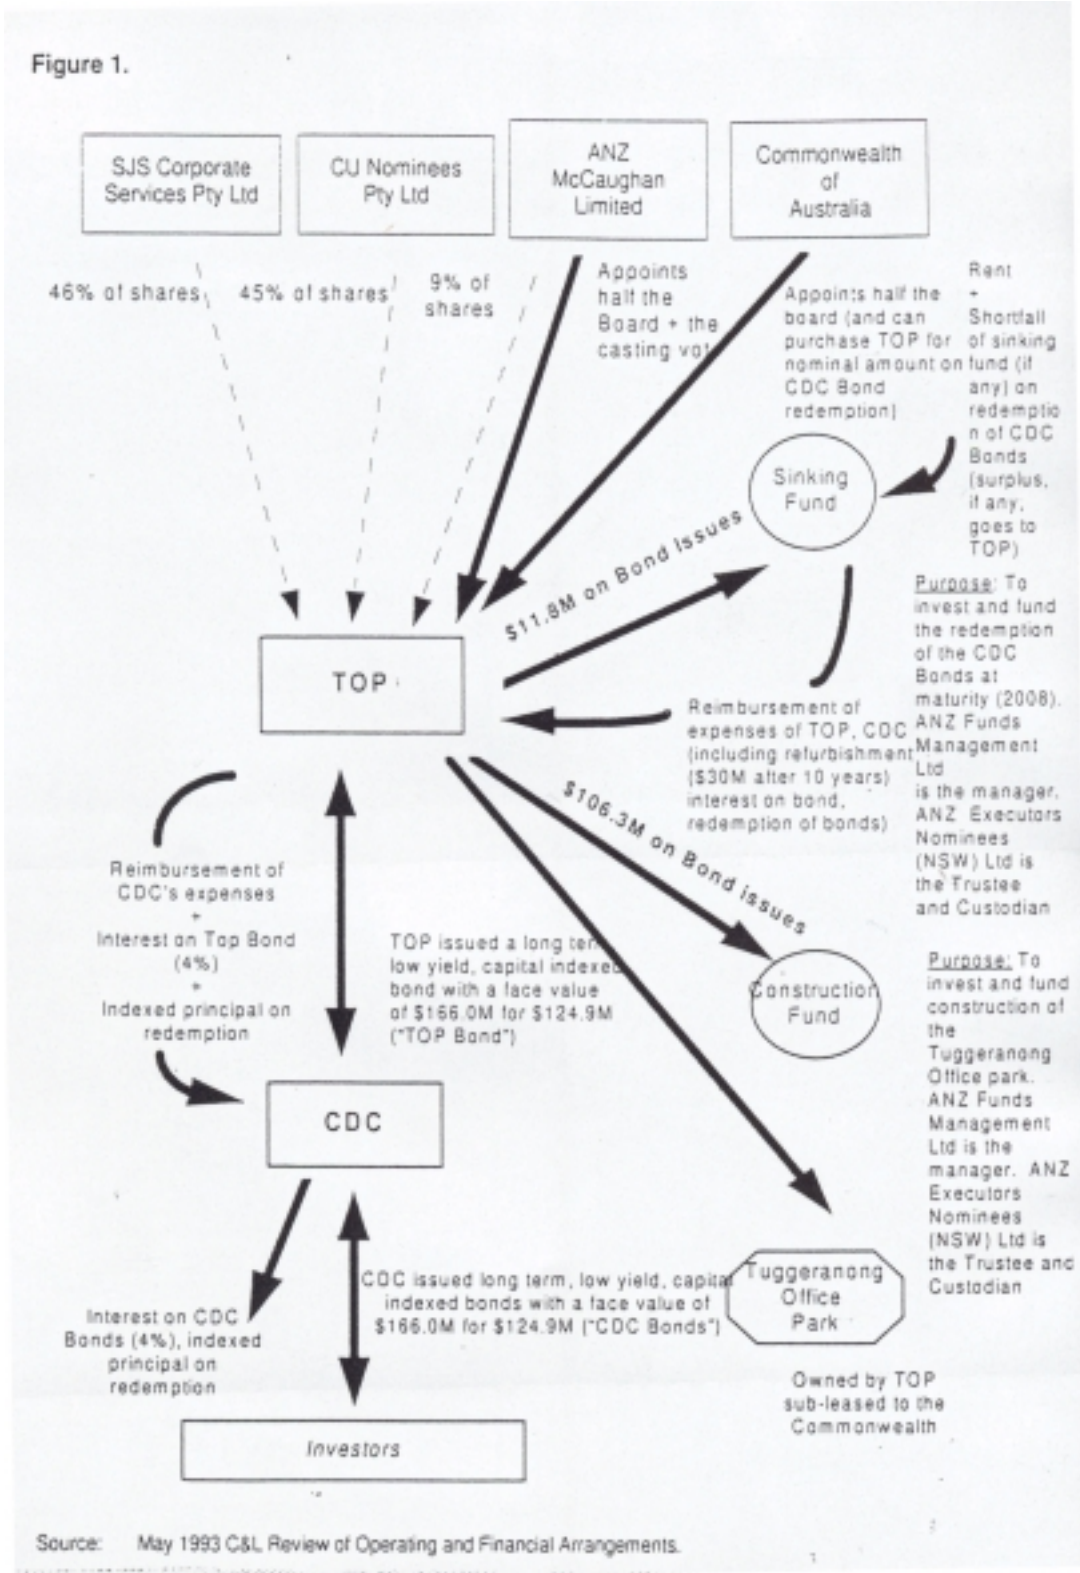 Figure 1.
SJS Corporate
Services Pty Ltd
CU Nominees
Pty Ltd
ANZ
McCaughan
Limited
Commonwealth
of
Australia
46% of shares
45% of shares
9% of
shares
Appoints
half the
Board + the
casting vot
Appoints half the
board (and can
purchase TOP for
nominal amount on
CDC Bond
redemption)
Rent
+
Shortfall
of sinking
fund (if
any) on
redemptio
n of CDC
Bonds
(surplus,
if any,
goes to
TOP)
Sinking
Fund
$11.8M on Bond Issues
TOP
Purpose: To
invest and fund
the redemption
of the CDC
Bonds at
maturity (2008).
ANZ Funds
Management
Ltd
is the manager.
ANZ Executors
Nominees
(NSW) Ltd is
the Trustee
and Custodian
Reimbursement of
expenses of TOP, CDC
(including refurbishment
($30M after 10 years)
interest on bond,
redemption of bonds)
$106.3M on Bond issues
Reimbursement of
CDC's expenses
+
Interest on Top Bond
(4%)
+
Indexed principal on
redemption
TOP issued a long term
low yield, capital indexed
bond with a face value
of $166.0M for $124.9M
("TOP Bond")
Construction
Fund
Purpose: To
invest and fund
construction of
the
Tuggeranong
Office park.
ANZ Funds
Management
Ltd is the
manager. ANZ
Executors
Nominees
(NSW) Ltd is
the Trustee and
Custodian
CDC
CDC issued long term, low yield, capital
indexed bonds with a face value of
$166.0M for $124.9M ("CDC Bonds")
Tuggeranong
Office
Park
Interest on CDC
Bonds (4%), indexed
principal on
redemption
Owned by TOP
sub-leased to the
Commonwealth
Investors
Source: May 1993 C&L Review of Operating and Financial Arrangements.